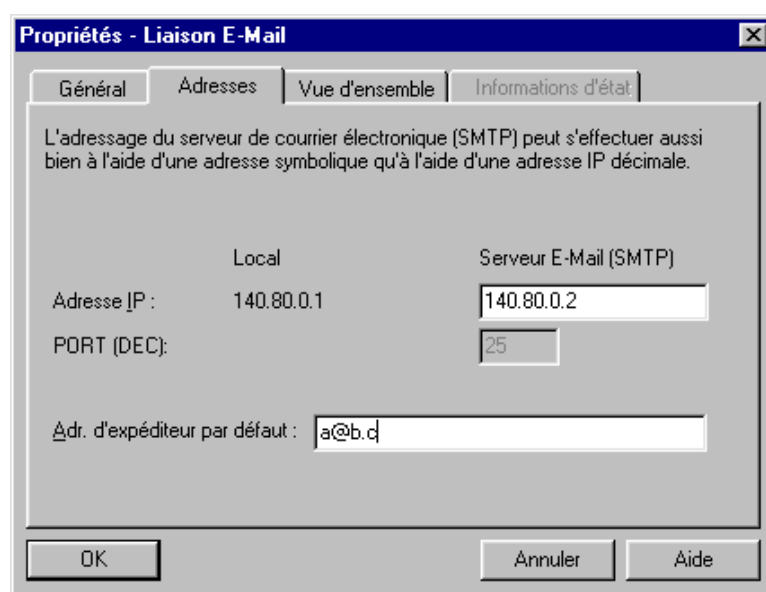 Propriétés - Liaison E-Mail
Général Adresses Vue d'ensemble Informations d'état
L'adressage du serveur de courrier électronique (SMTP) peut s'effectuer aussi
bien à l'aide d'une adresse symbolique qu'à l'aide d'une adresse IP décimale.
Local Serveur E-Mail (SMTP)
Adresse IP : 140.80.0.1 140.80.0.2
PORT (DEC): 25
Adr. d'expéditeur par défaut : a@b.c
OK Annuler Aide